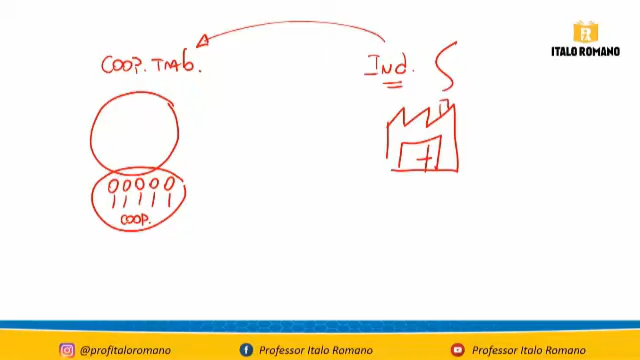 COOP. TRAb.
Ind.
ITALO ROMANO
COOP.
@profitaloromano
Professor Italo Romano
Professor Italo Romano